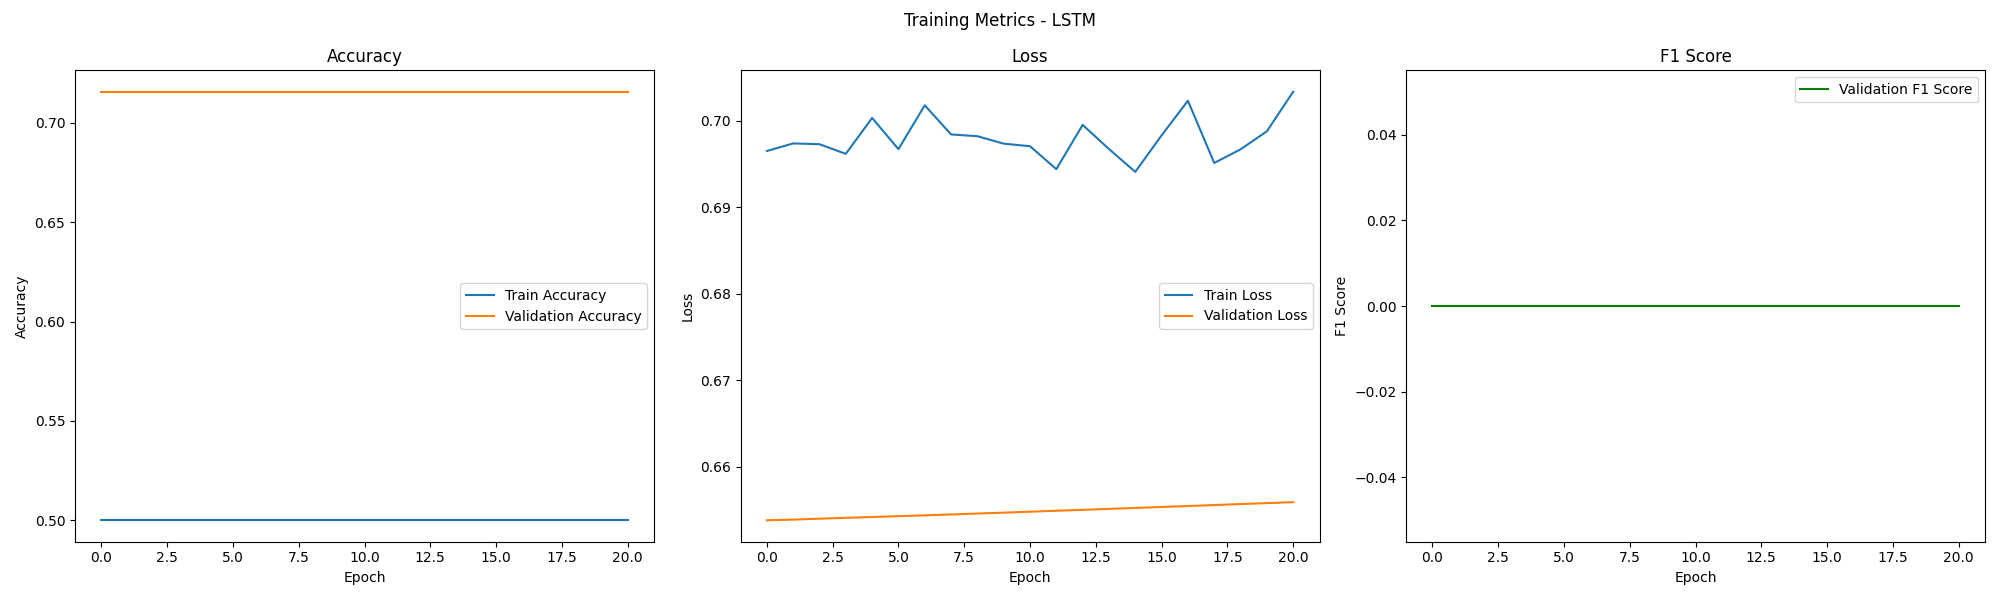 Training Metrics - LSTM
Accuracy
Accuracy
0.70
0.65
0.60
0.55
0.50
Train Accuracy
Validation Accuracy
0.0 2.5 5.0 7.5 10.0 12.5 15.0 17.5 20.0
Epoch
Loss
Loss
0.70
0.69
0.68
0.67
0.66
Train Loss
Validation Loss
0.0 2.5 5.0 7.5 10.0 12.5 15.0 17.5 20.0
Epoch
F1 Score
F1 Score
Validation F1 Score
0.04
0.02
0.00
−0.02
−0.04
0.0 2.5 5.0 7.5 10.0 12.5 15.0 17.5 20.0
Epoch